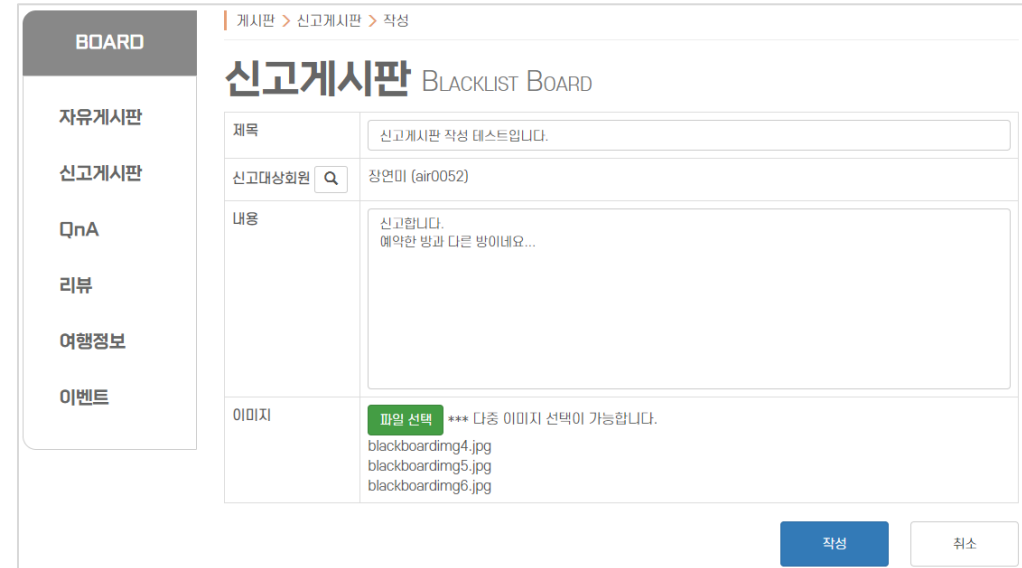 BOARD
자유게시판
신고게시판
QnA
리뷰
여행정보
이벤트
게시판 > 신고게시판 > 작성
신고게시판 BLACKLIST BOARD
제목
신고게시판 작성 테스트입니다.
신고대상회원
장연미 (air0052)
내용
신고합니다.
예약한 방과 다른 방이네요...
이미지
파일 선택 *** 다중 이미지 선택이 가능합니다.
blackboardimg4.jpg
blackboardimg5.jpg
blackboardimg6.jpg
작성 취소